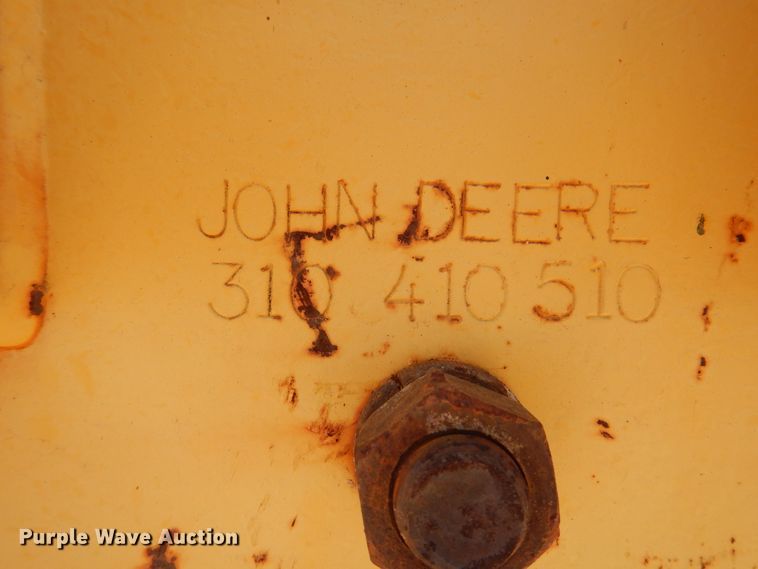 JOHN DEERE
310 410 510
Purple Wave Auction